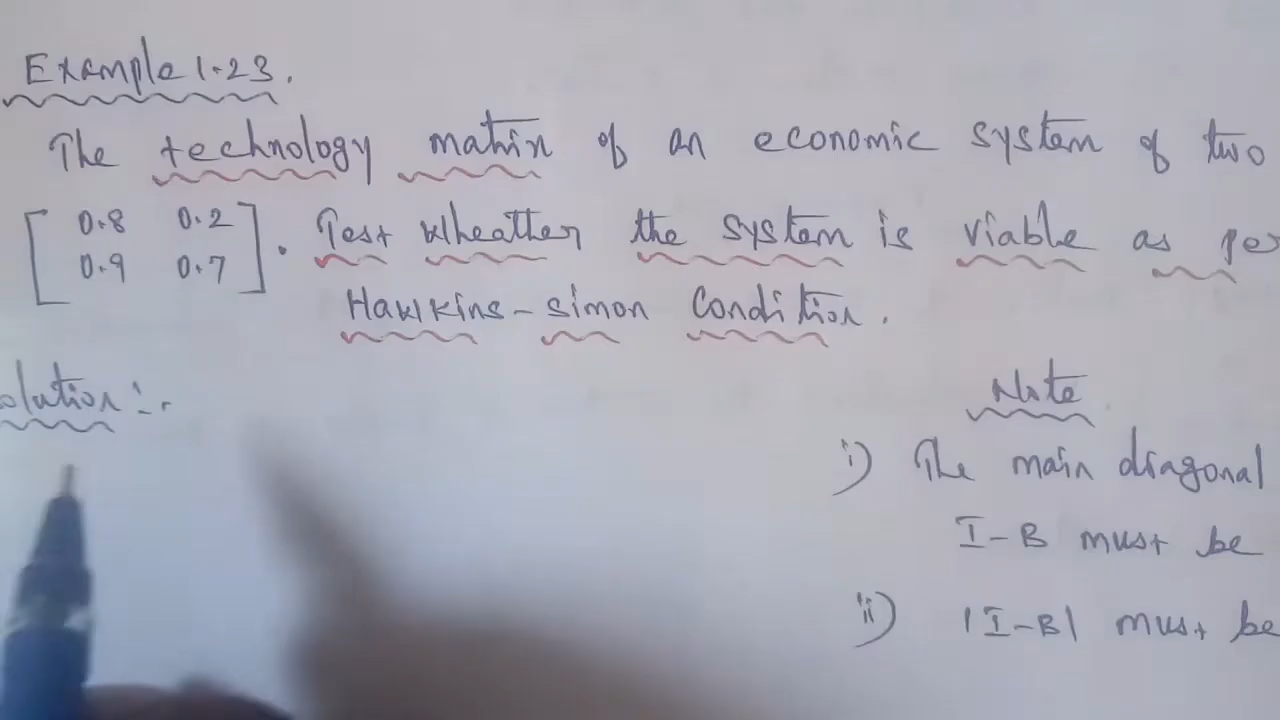 Example 1.23.
The technology matrix of an economic system of two
[ 0.8 0.2
0.9 0.7 ] . Test Wheather the system is viable as per
Hawkins - simon Condition.
olution :-
Note
i) The main diagonal
I-B must be
ii) |I-B| must be